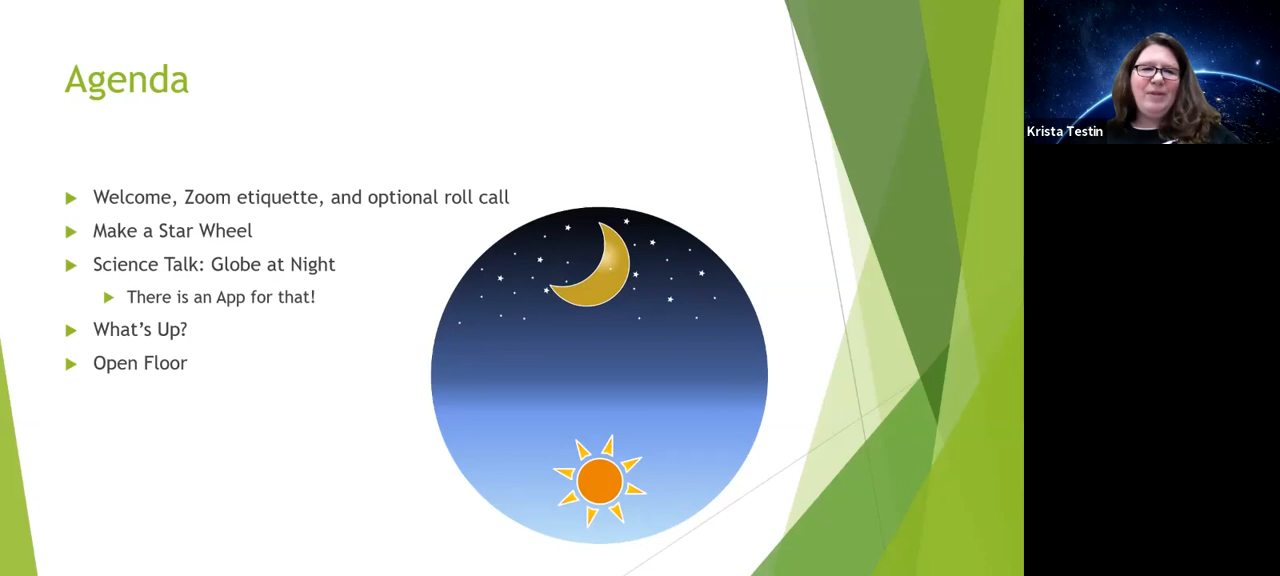 Agenda
Welcome, Zoom etiquette, and optional roll call
Make a Star Wheel
Science Talk: Globe at Night
There is an App for that!
What's Up?
Open Floor
Krista Testin